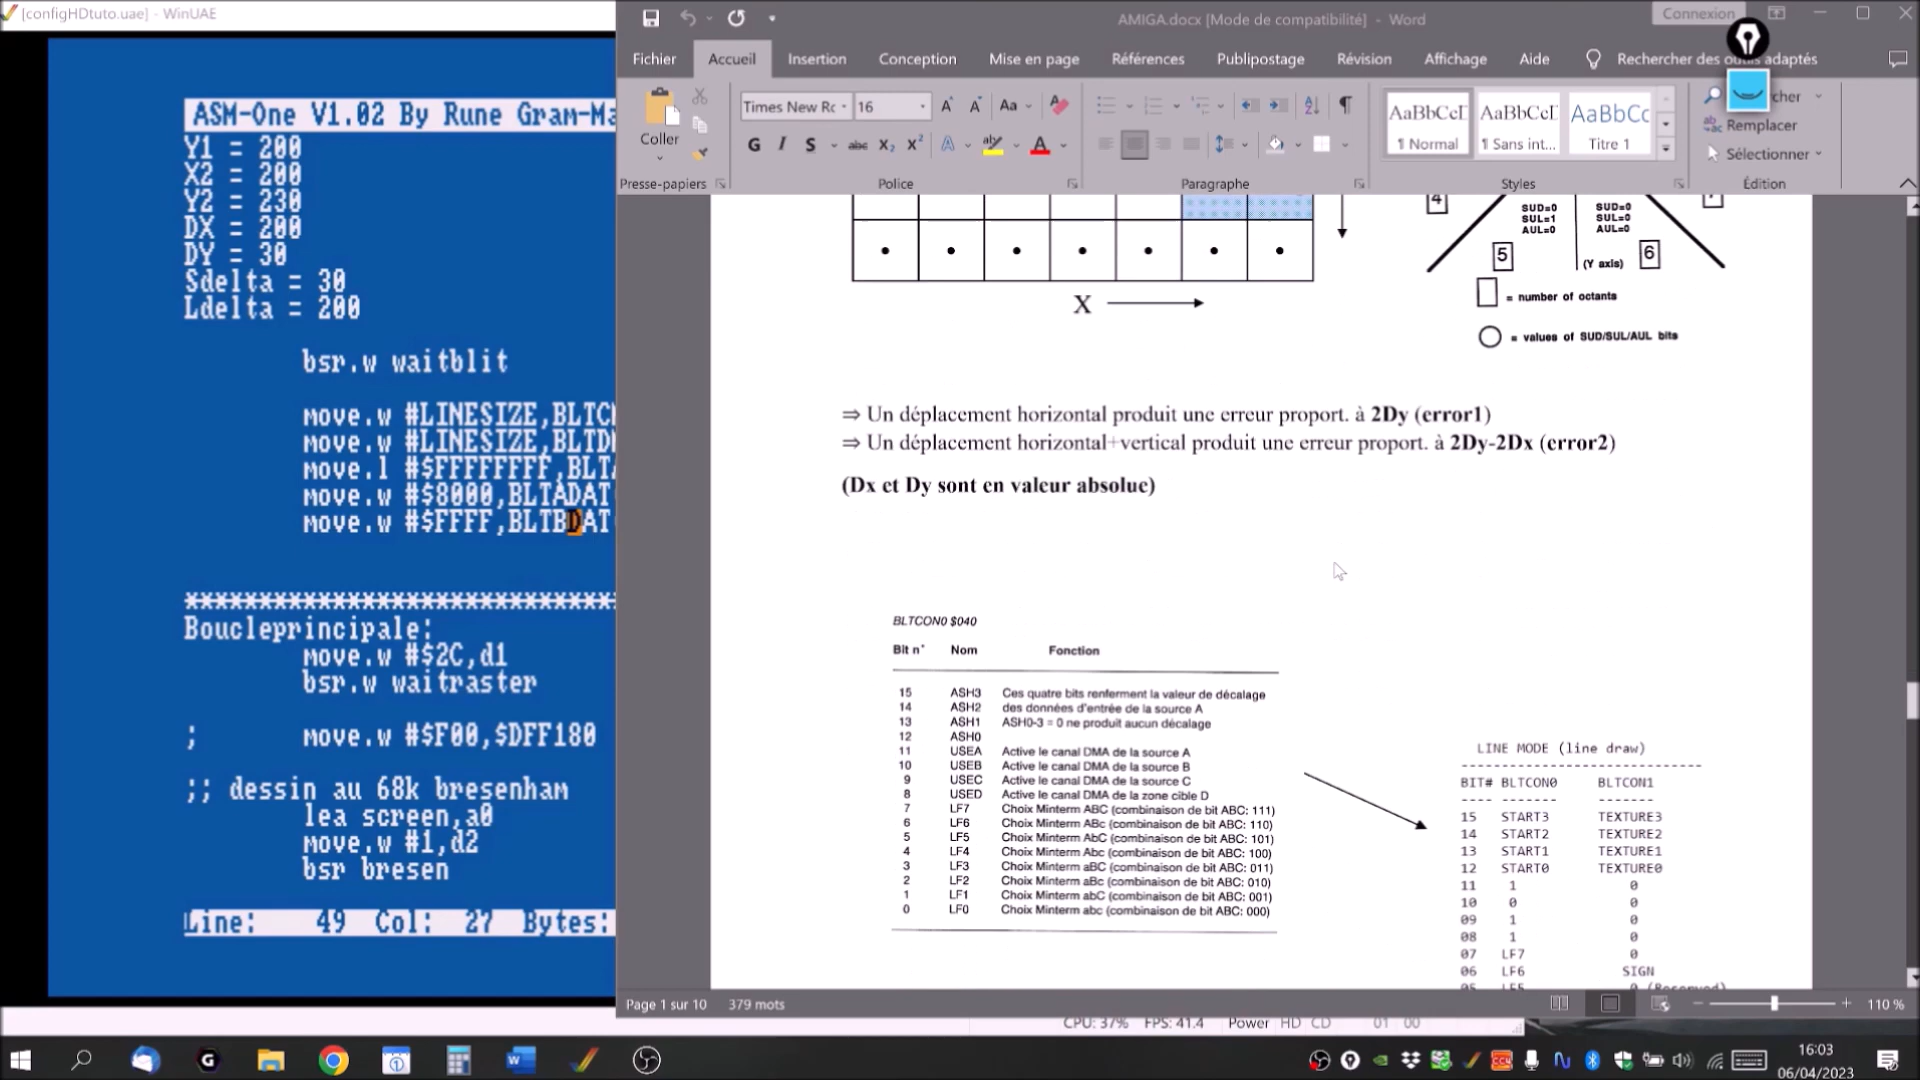 [configHDtuto.uae] - WinUAE
ASM-One V1.02 By Rune Gram-Ma
Y1 = 200
X2 = 200
Y2 = 230
DX = 200
DY = 30
Sdelta = 30
Ldelta = 200
bsr.w waitblit
move.w #LINESIZE,BLTC
move.w #LINESIZE,BLTD
move.l #$FFFFFFFF,BLTA
move.w #$8000,BLTADAT
move.w #$FFFF,BLTBDAT
******************************
Boucleprincipale:
move.w #$2C,d1
bsr.w waitraster
; move.w #$F00,$DFF180
;; dessin au 68k bresenham
lea screen,a0
move.w #1,d2
bsr bresen
Line: 49 Col: 27 Bytes:
AMIGA.docx [Mode de compatibilité] - Word
Connexion
Fichier Accueil Insertion Conception Mise en page Références Publipostage Révision Affichage Aide Rechercher des outils adaptés
Coller
Times New Rc 16
G I S abc X₂ X² A ab A
AaBbCcI AaBbCcI AaBbCc
¶ Normal ¶ Sans int... Titre 1
cher
Remplacer
Sélectionner
Presse-papiers Police Paragraphe Styles Édition
X
4
SUD=0
SUL=1
AUL=0
SUD=0
SUL=0
AUL=0
5 (Y axis) 6
= number of octants
= values of SUD/SUL/AUL bits
⇒ Un déplacement horizontal produit une erreur proport. à 2Dy (error1)
⇒ Un déplacement horizontal+vertical produit une erreur proport. à 2Dy-2Dx (error2)
(Dx et Dy sont en valeur absolue)
BLTCON0 $040
Bit n° Nom Fonction
15 ASH3 Ces quatre bits renferment la valeur de décalage
14 ASH2 des données d'entrée de la source A
13 ASH1 ASH0-3 = 0 ne produit aucun décalage
12 ASH0
11 USEA Active le canal DMA de la source A
10 USEB Active le canal DMA de la source B
9 USEC Active le canal DMA de la source C
8 USED Active le canal DMA de la zone cible D
7 LF7 Choix Minterm ABC (combinaison de bit ABC: 111)
6 LF6 Choix Minterm ABc (combinaison de bit ABC: 110)
5 LF5 Choix Minterm AbC (combinaison de bit ABC: 101)
4 LF4 Choix Minterm Abc (combinaison de bit ABC: 100)
3 LF3 Choix Minterm aBC (combinaison de bit ABC: 011)
2 LF2 Choix Minterm aBc (combinaison de bit ABC: 010)
1 LF1 Choix Minterm abC (combinaison de bit ABC: 001)
0 LF0 Choix Minterm abc (combinaison de bit ABC: 000)
LINE MODE (line draw)
BIT# BLTCON0 BLTCON1
---- ------- -------
15 START3 TEXTURE3
14 START2 TEXTURE2
13 START1 TEXTURE1
12 START0 TEXTURE0
11 1 0
10 0 0
09 1 0
08 1 0
07 LF7 0
06 LF6 SIGN
05 LF5 0 (Reserved)
Page 1 sur 10 379 mots
110 %
CPU: 37% FPS: 41.4 Power HD CD 01 00
16:03
06/04/2023